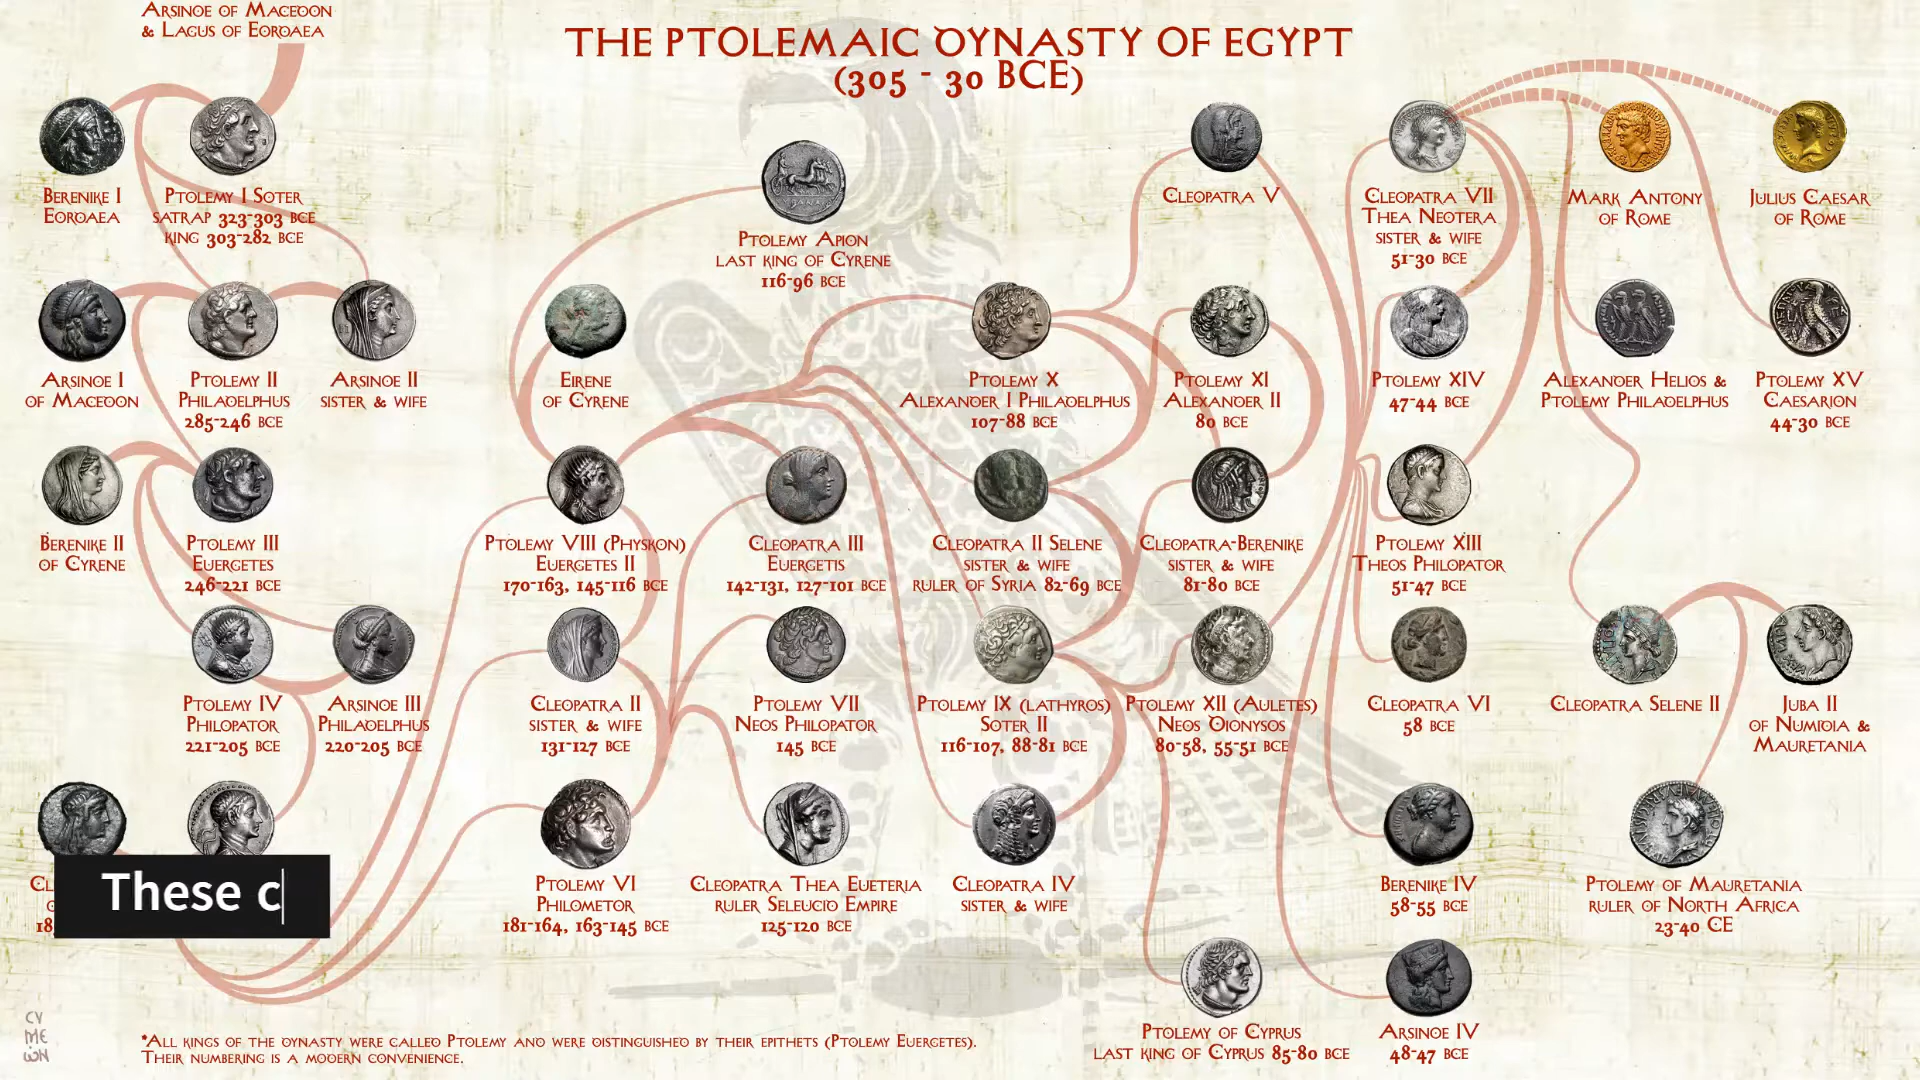 ARSINOE OF MACEDON
& LAGUS OF EORDAEA
THE PTOLEMAIC DYNASTY OF EGYPT
(305 - 30 BCE)
BERENIKE I
EORDAEA
PTOLEMY I SOTER
SATRAP 323-303 BCE
KING 303-282 BCE
PTOLEMY APION
LAST KING OF CYRENE
116-96 BCE
CLEOPATRA V
CLEOPATRA VII
THEA NEOTERA
SISTER & WIFE
51-30 BCE
MARK ANTONY
OF ROME
JULIUS CAESAR
OF ROME
ARSINOE I
OF MACEDON
PTOLEMY II
PHILADELPHUS
285-246 BCE
ARSINOE II
SISTER & WIFE
EIRENE
OF CYRENE
PTOLEMY X
ALEXANDER I PHILADELPHUS
107-88 BCE
PTOLEMY XI
ALEXANDER II
80 BCE
PTOLEMY XIV
47-44 BCE
ALEXANDER HELIOS &
PTOLEMY PHILADELPHUS
PTOLEMY XV
CAESARION
44-30 BCE
BERENIKE II
OF CYRENE
PTOLEMY III
EUERGETES
246-221 BCE
PTOLEMY VIII (PHYSKON)
EUERGETES II
170-163, 145-116 BCE
CLEOPATRA III
EUERGETIS
142-131, 127-101 BCE
CLEOPATRA II SELENE
SISTER & WIFE
RULER OF SYRIA 82-69 BCE
CLEOPATRA-BERENIKE
SISTER & WIFE
81-80 BCE
PTOLEMY XIII
THEOS PHILOPATOR
51-47 BCE
PTOLEMY IV
PHILOPATOR
221-205 BCE
ARSINOE III
PHILADELPHUS
220-205 BCE
CLEOPATRA II
SISTER & WIFE
131-127 BCE
PTOLEMY VII
NEOS PHILOPATOR
145 BCE
PTOLEMY IX (LATHYROS)
SOTER II
116-107, 88-81 BCE
PTOLEMY XII (AULETES)
NEOS DIONYSOS
80-58, 55-51 BCE
CLEOPATRA VI
58 BCE
CLEOPATRA SELENE II
JUBA II
OF NUMIDIA &
MAURETANIA
These c
PTOLEMY VI
PHILOMETOR
181-164, 163-145 BCE
CLEOPATRA THEA EUETERIA
RULER SELEUCID EMPIRE
125-120 BCE
CLEOPATRA IV
SISTER & WIFE
BERENIKE IV
58-55 BCE
PTOLEMY OF MAURETANIA
RULER OF NORTH AFRICA
23-40 CE
PTOLEMY OF CYPRUS
LAST KING OF CYPRUS 85-80 BCE
ARSINOE IV
48-47 BCE
*ALL KINGS OF THE DYNASTY WERE CALLED PTOLEMY AND WERE DISTINGUISHED BY THEIR EPITHETS (PTOLEMY EUERGETES).
THEIR NUMBERING IS A MODERN CONVENIENCE.